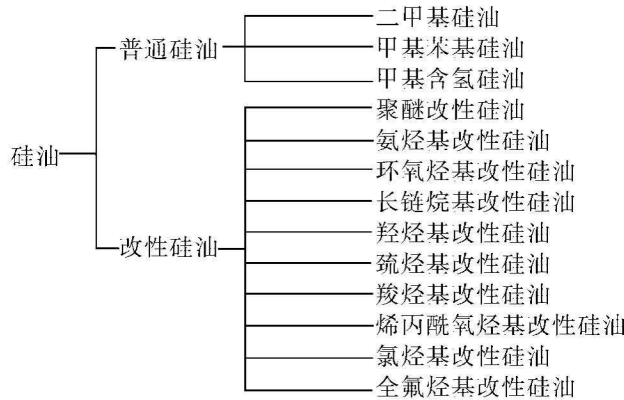 硅油
普通硅油
二甲基硅油
甲基苯基硅油
甲基含氢硅油
改性硅油
聚醚改性硅油
氨烃基改性硅油
环氧烃基改性硅油
长链烷基改性硅油
羟烃基改性硅油
巯烃基改性硅油
羧烃基改性硅油
烯丙酰氧烃基改性硅油
氯烃基改性硅油
全氟烃基改性硅油